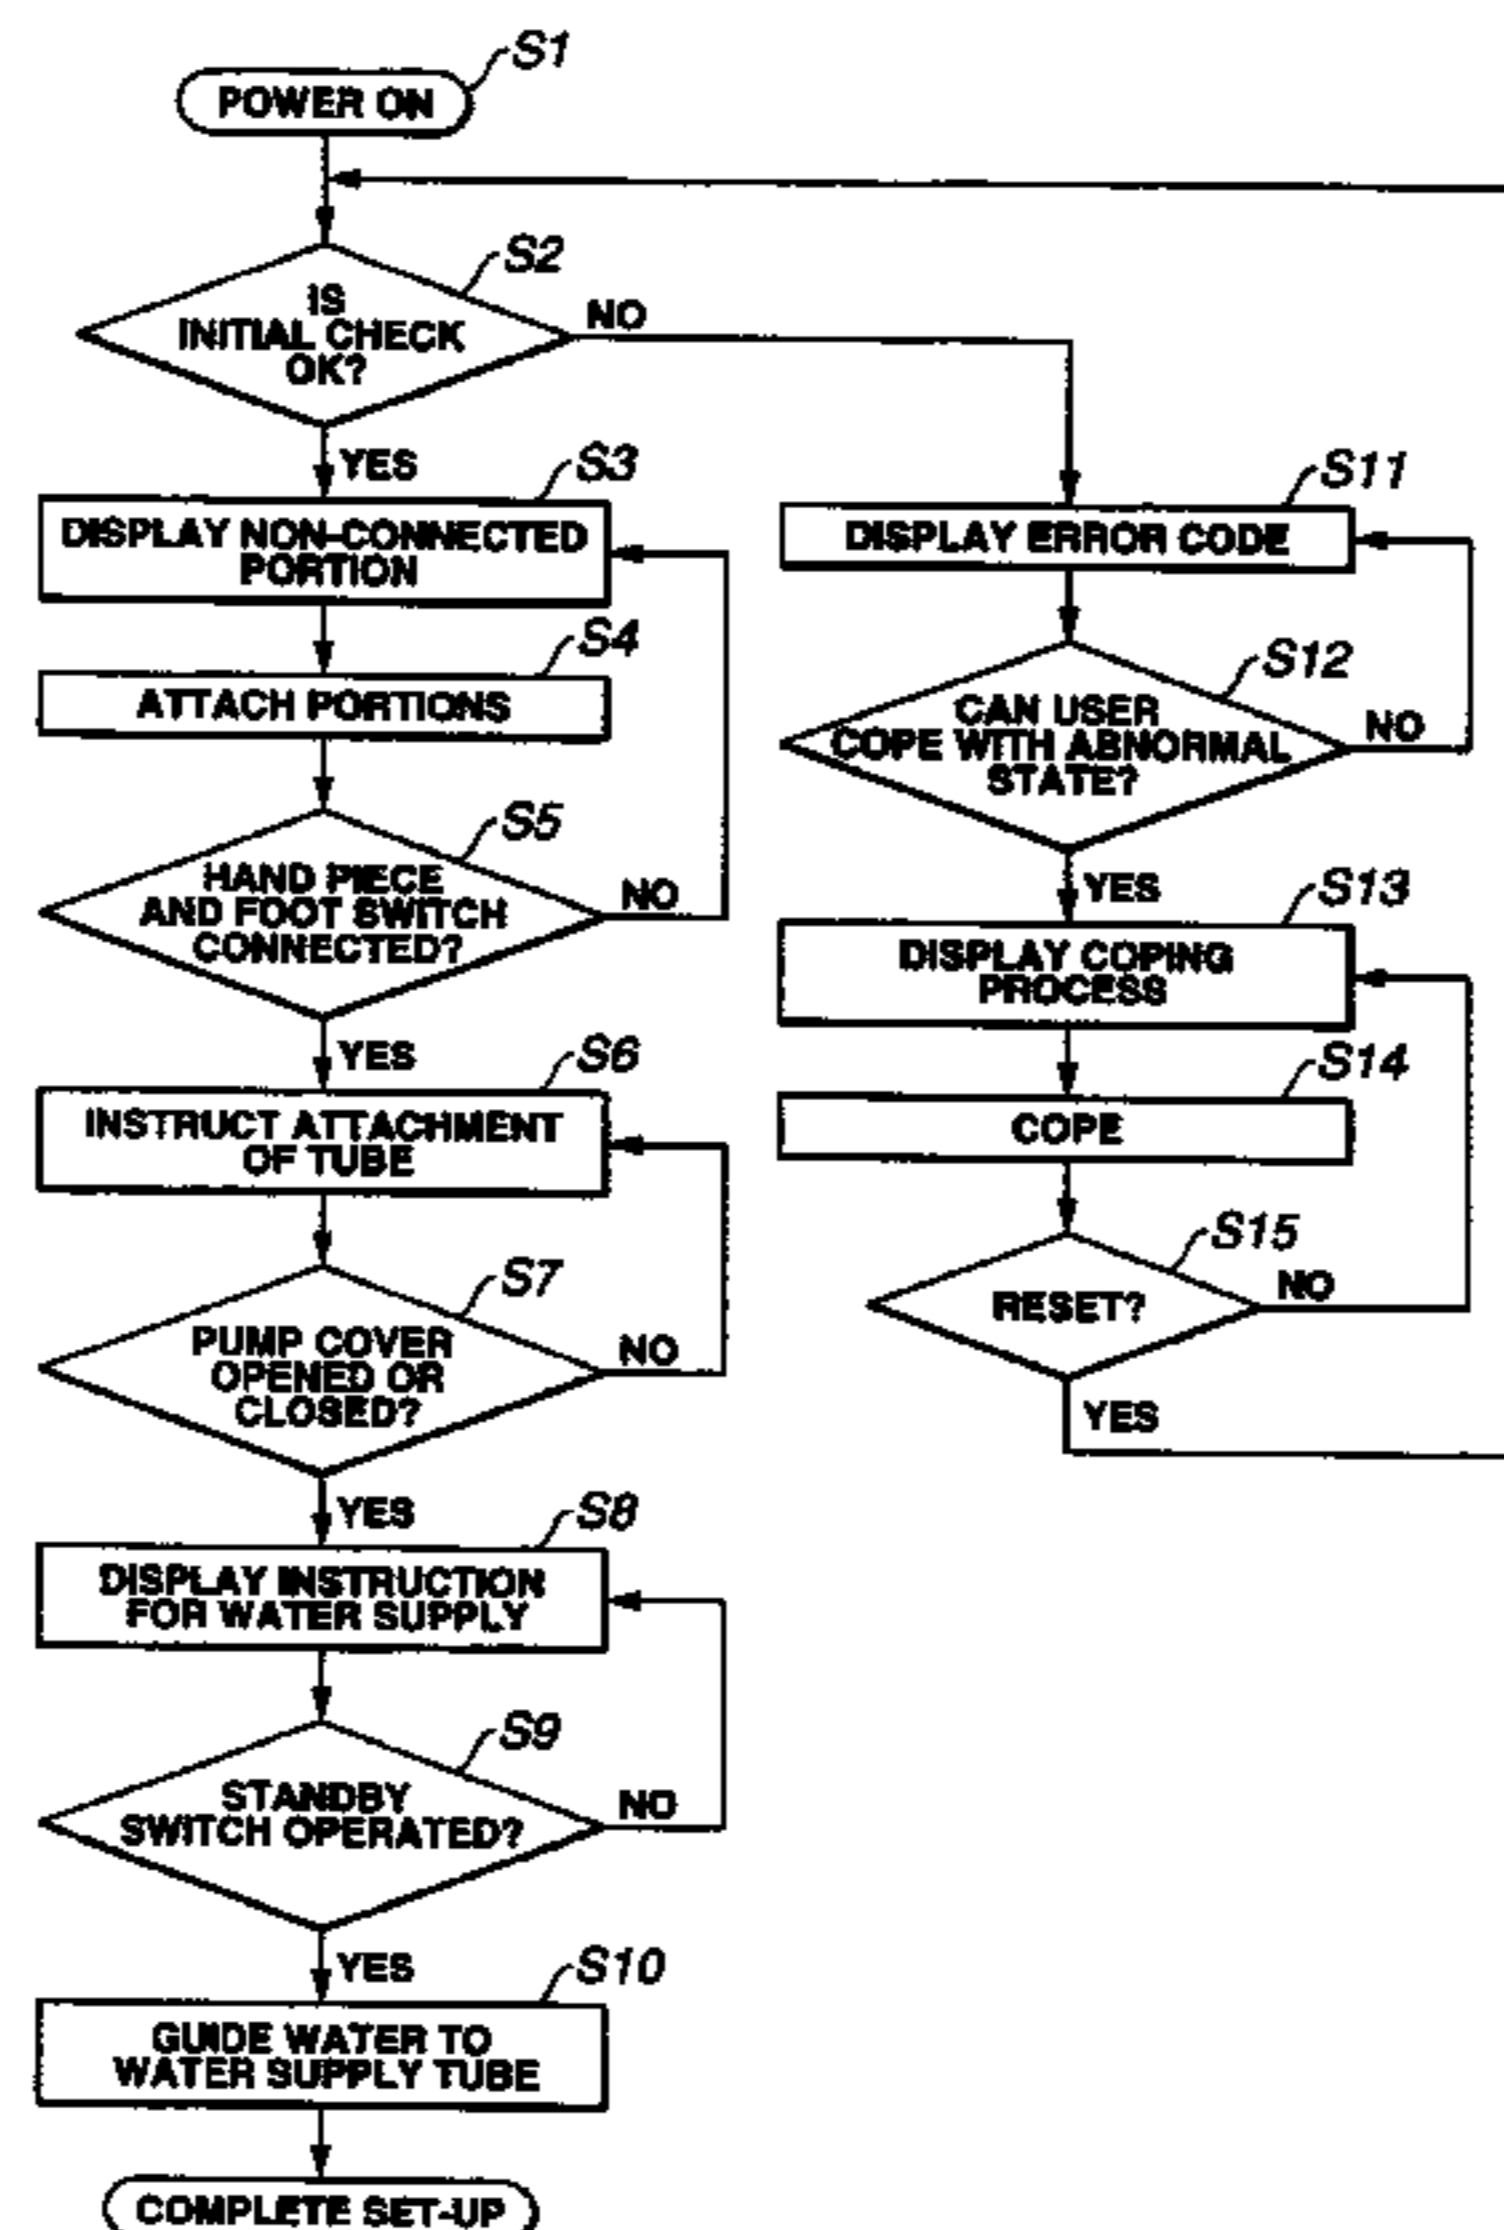 S1
POWER ON
S2
IS
INITIAL CHECK
OK?
NO
YES
S3
DISPLAY NON-CONNECTED
PORTION
S4
ATTACH PORTIONS
S5
HAND PIECE
AND FOOT SWITCH
CONNECTED?
NO
YES
S6
INSTRUCT ATTACHMENT
OF TUBE
S7
PUMP COVER
OPENED OR
CLOSED?
NO
YES
S8
DISPLAY INSTRUCTION
FOR WATER SUPPLY
S9
STANDBY
SWITCH OPERATED?
NO
YES
S10
GUIDE WATER TO
WATER SUPPLY TUBE
COMPLETE SET-UP
S11
DISPLAY ERROR CODE
S12
CAN USER
COPE WITH ABNORMAL
STATE?
NO
YES
S13
DISPLAY COPING
PROCESS
S14
COPE
S15
RESET?
NO
YES